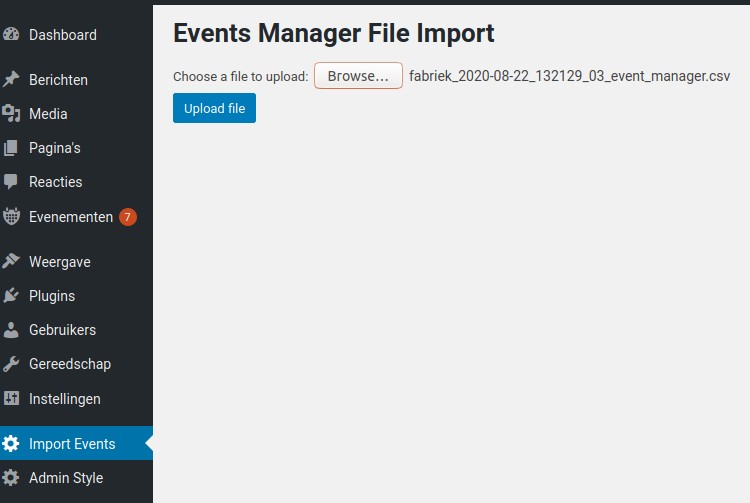 Dashboard
Berichten
Media
Pagina's
Reacties
Evenementen 7
Weergave
Plugins
Gebruikers
Gereedschap
Instellingen
Import Events
Admin Style
Events Manager File Import
Choose a file to upload: Browse... fabriek_2020-08-22_132129_03_event_manager.csv
Upload file